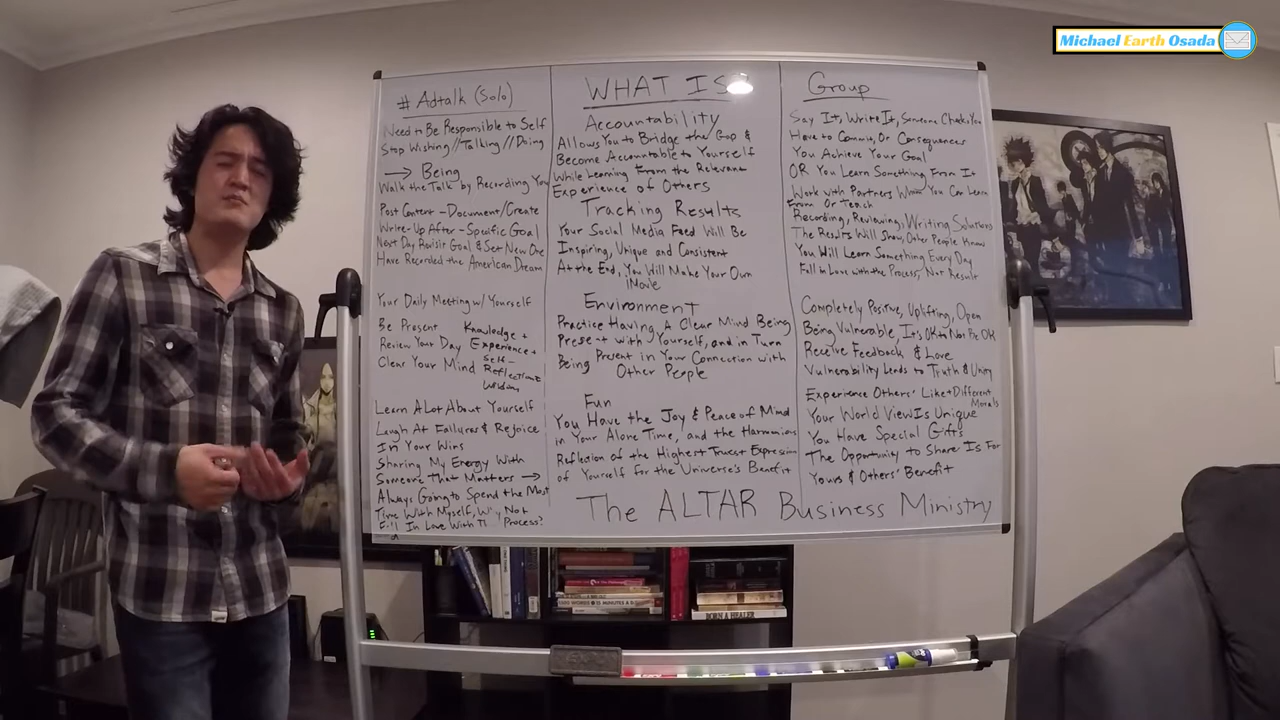 Michael Earth Osada
# Adtalk (Solo)
Need to Be Responsible to Self
Stop Wishing//Talking//Doing
→ Being
Walk the Talk by Recording You
Post Content - Document/Create
Write-Up After - Specific Goal
Next Day Revisit Goal & Set New One
Have Recorded the American Dream
Your Daily Meeting w/ Yourself
Be Present
Review Your Day
Clear Your Mind
Knowledge +
Experience +
Self-
Reflection =
Wisdom
Learn A Lot About Yourself
Laugh At Failures & Rejoice
In Your Wins
Sharing My Energy With
Someone That Matters →
Always Going to Spend the Most
Time With Myself, Why Not
Fall In Love With Th Process?
WHAT IS
Accountability
Allows You to Bridge the Gap &
Become Accountable to Yourself
While Learning From the Relevant
Experience of Others
Tracking Results
Your Social Media Feed Will Be
Inspiring, Unique and Consistent
At the End, You Will Make Your Own
iMovie
Environment
Practice Having A Clear Mind Being
Present with Yourself, and in Turn
Being Present in Your Connection with
Other People
Fun
You Have the Joy & Peace of Mind
in Your Alone Time, and the Harmonious
Reflection of the Highest Truest Expression
of Yourself for the Universe's Benefit
Group
Say It, Write It, Someone Checks You
Have to Commit, Or Consequences
You Achieve Your Goal
OR You Learn Something From It
Work with Partners Whom You Can Learn
From Or Teach
Recording, Reviewing, Writing Solutions
The Results Will Show, Other People Know
You Will Learn Something Every Day
Fall in Love with the Process, Not Result
Completely Positive, Uplifting, Open
Being Vulnerable, It's OK to Not Be OK
Receive Feedback & Love
Vulnerability Leads to Truth & Unity
Experience Others' Like & Different
Morals
Your World View Is Unique
You Have Special Gifts
The Opportunity to Share Is For
Yours & Others' Benefit
The ALTAR Business Ministry
EXPO
BORN A HEALER